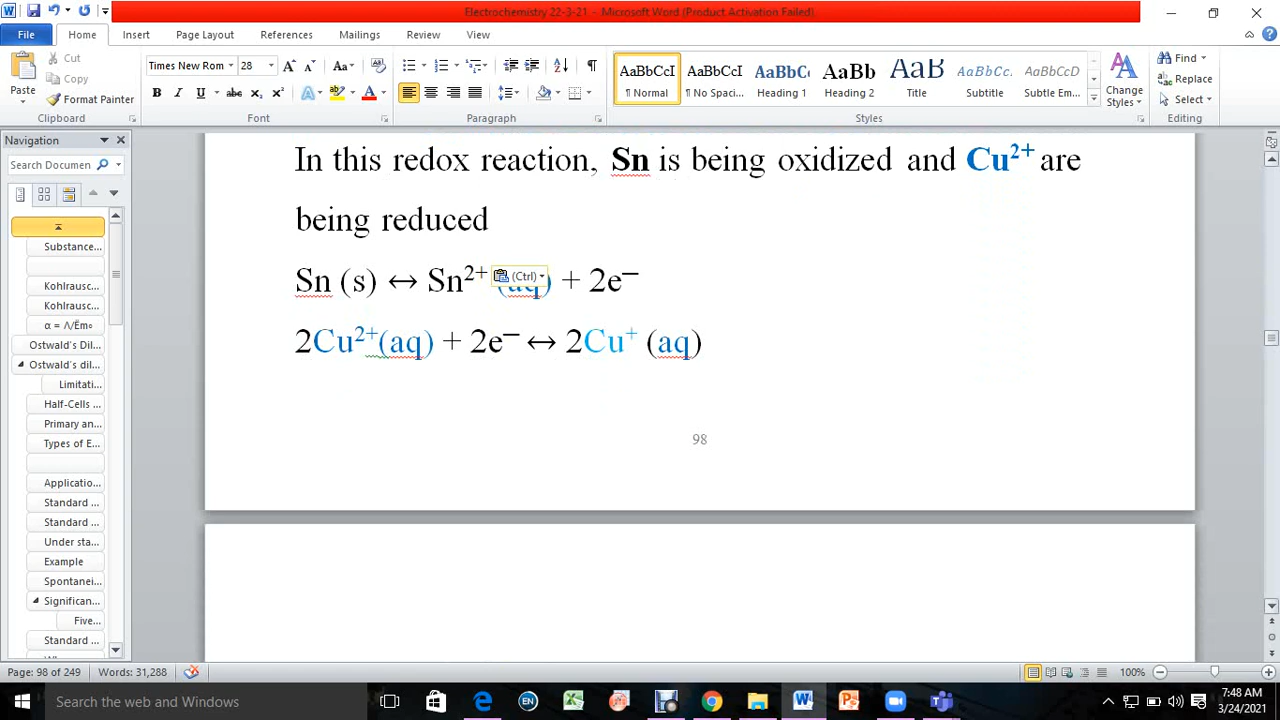 Electrochemistry 22-3-21 - Microsoft Word (Product Activation Failed)
File Home Insert Page Layout References Mailings Review View
Paste Cut Copy Format Painter Clipboard
Times New Rom 28 Font
Paragraph
AaBbCcI ¶ Normal
AaBbCcI ¶ No Spaci...
AaBbC Heading 1
AaBb Heading 2
AaB Title
AaBbCcI Subtitle
AaBbCcD Subtle Em...
Change Styles Styles
Find Replace Select Editing
Navigation
Search Documen
Substance...
Kohlrausc...
Kohlrausc...
α = Λ/Ëm०
Ostwald's Dil...
Ostwald's dil...
Limitati...
Half-Cells ...
Primary an...
Types of E...
Applicatio...
Standard ...
Standard ...
Under sta...
Example
Spontanei...
Significan...
Five...
Standard ...
In this redox reaction, Sn is being oxidized and Cu²⁺ are
being reduced
Sn (s) ↔ Sn²⁺ (aq) + 2e⁻
(Ctrl)
2Cu²⁺(aq) + 2e⁻ ↔ 2Cu⁺ (aq)
98
Page: 98 of 249 Words: 31,288 100%
Search the web and Windows
7:48 AM
3/24/2021